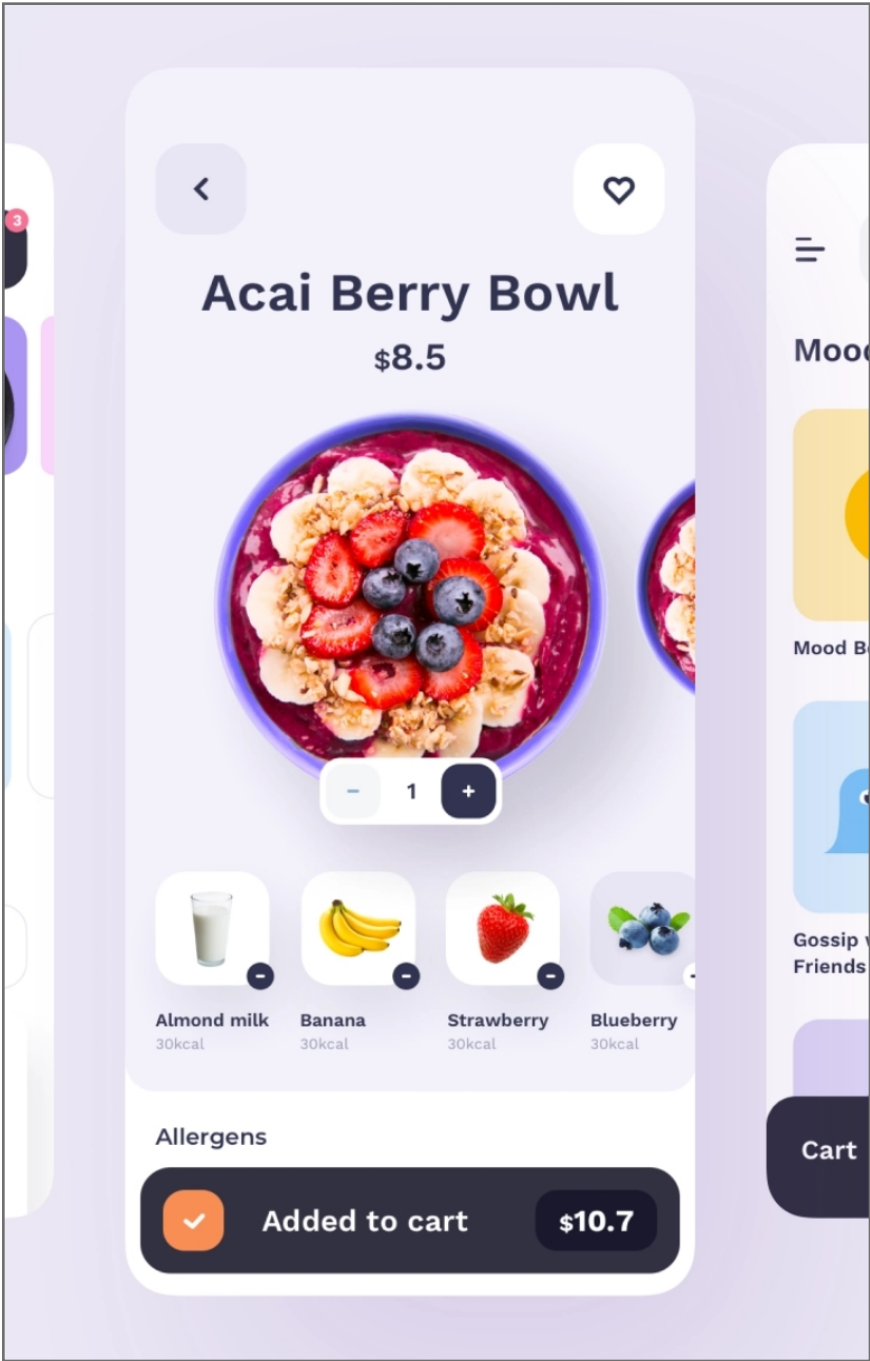 3
Acai Berry Bowl
$8.5
1
Almond milk
30kcal
Banana
30kcal
Strawberry
30kcal
Blueberry
30kcal
Allergens
Added to cart
$10.7
Mood
Gossip
Friends
Cart